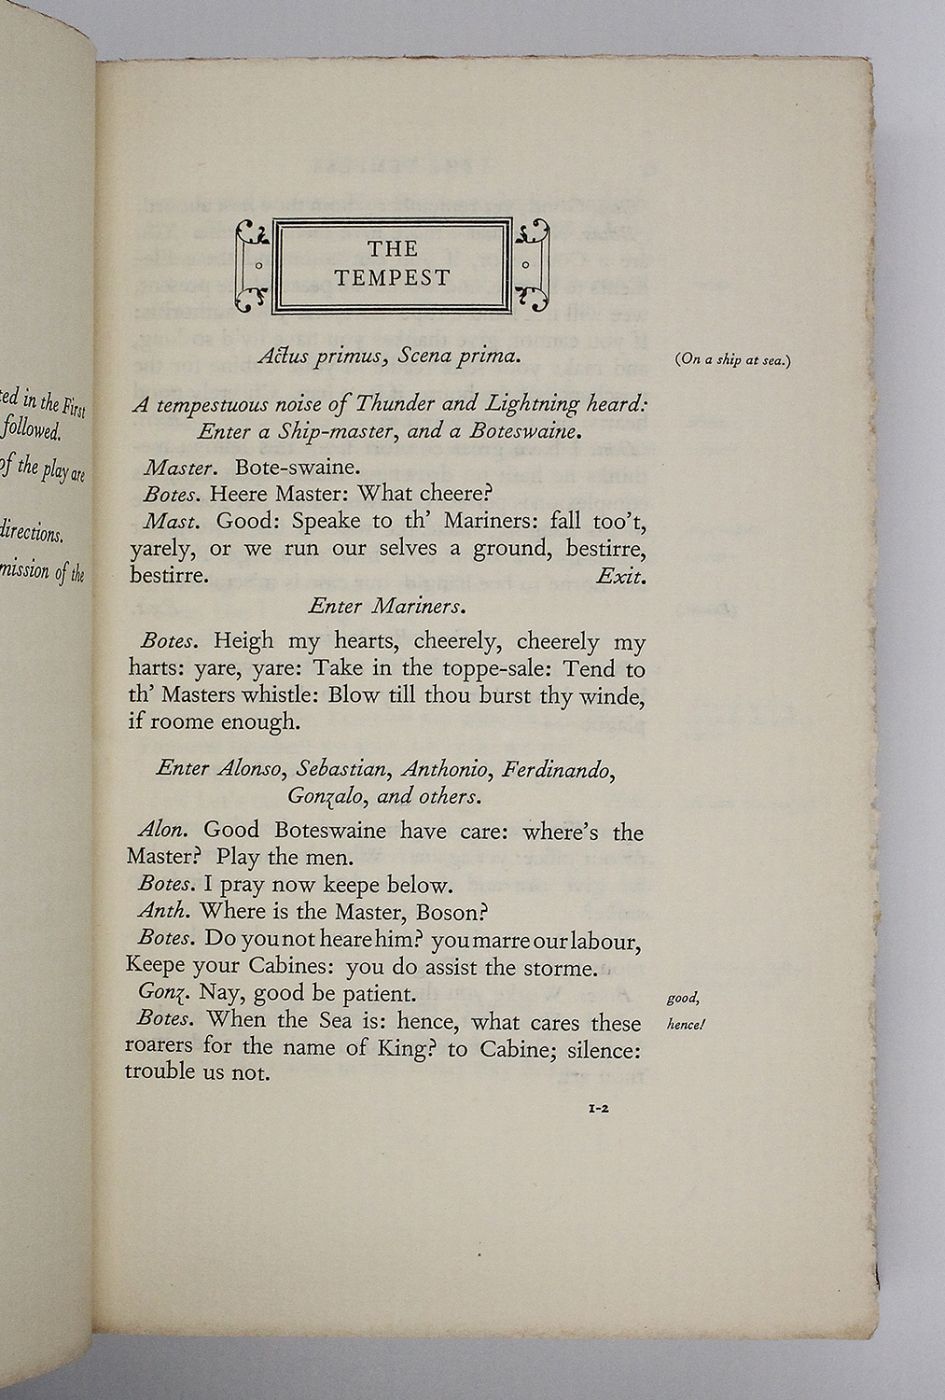 ted in the First
followed.
of the play are
directions.
mission of the
THE
TEMPEST
Actus primus, Scena prima.
(On a ship at sea.)
A tempestuous noise of Thunder and Lightning heard:
Enter a Ship-master, and a Boteswaine.
Master. Bote-swaine.
Botes. Heere Master: What cheere?
Mast. Good: Speake to th' Mariners: fall too't,
yarely, or we run our selves a ground, bestirre,
bestirre. Exit.
Enter Mariners.
Botes. Heigh my hearts, cheerely, cheerely my
harts: yare, yare: Take in the toppe-sale: Tend to
th' Masters whistle: Blow till thou burst thy winde,
if roome enough.
Enter Alonso, Sebastian, Anthonio, Ferdinando,
Gonzalo, and others.
Alon. Good Boteswaine have care: where's the
Master? Play the men.
Botes. I pray now keepe below.
Anth. Where is the Master, Boson?
Botes. Do you not heare him? you marre our labour,
Keepe your Cabines: you do assist the storme.
Gonz. Nay, good be patient.
good,
Botes. When the Sea is: hence, what cares these
hence!
roarers for the name of King? to Cabine; silence:
trouble us not.
1-2